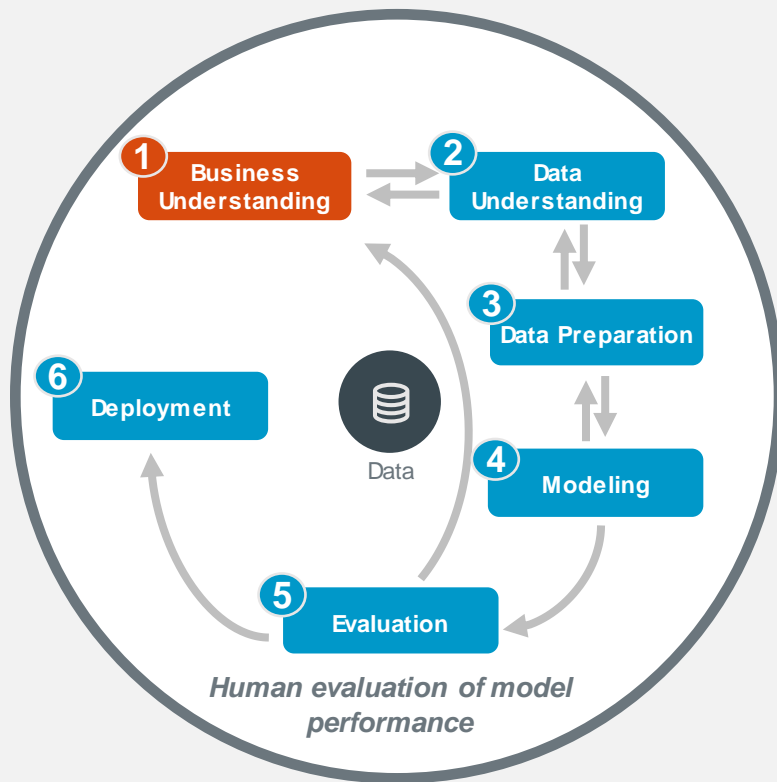 1
Business
Understanding
2
Data
Understanding
3
Data Preparation
4
Modeling
5
Evaluation
6
Deployment
Data
Human evaluation of model
performance